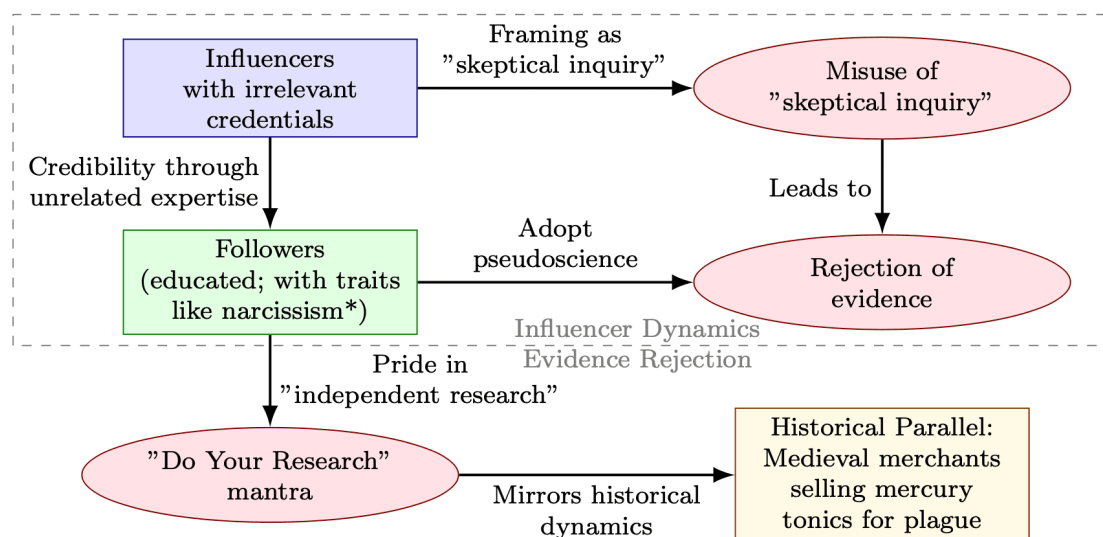 Influencers
with irrelevant
credentials
Framing as
”skeptical inquiry”
Misuse of
”skeptical inquiry”
Credibility through
unrelated expertise
Leads to
Followers
(educated; with traits
like narcissism*)
Adopt
pseudoscience
Rejection of
evidence
Influencer Dynamics
Evidence Rejection
Pride in
”independent research”
”Do Your Research”
mantra
Mirrors historical
dynamics
Historical Parallel:
Medieval merchants
selling mercury
tonics for plague